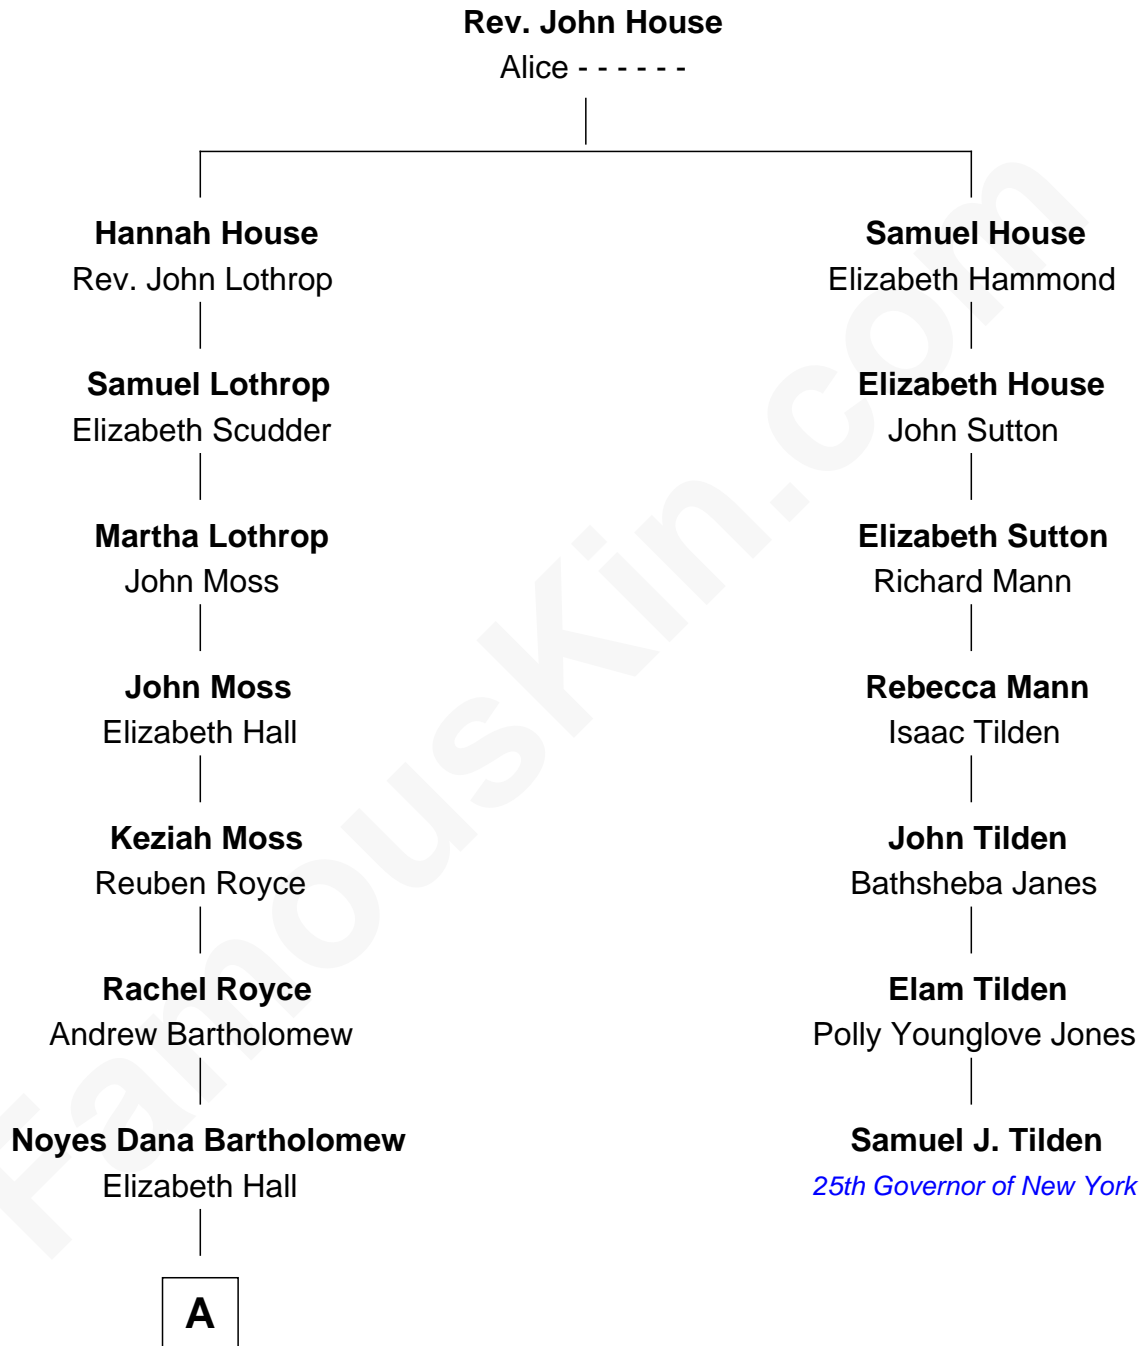 Rev. John House
Alice - - - - - -
Hannah House
Rev. John Lothrop
Samuel House
Elizabeth Hammond
Samuel Lothrop
Elizabeth Scudder
Elizabeth House
John Sutton
Martha Lothrop
John Moss
Elizabeth Sutton
Richard Mann
John Moss
Elizabeth Hall
Rebecca Mann
Isaac Tilden
Keziah Moss
Reuben Royce
John Tilden
Bathsheba Janes
Rachel Royce
Andrew Bartholomew
Elam Tilden
Polly Younglove Jones
Noyes Dana Bartholomew
Elizabeth Hall
Samuel J. Tilden
25th Governor of New York
A
FamousKin.com